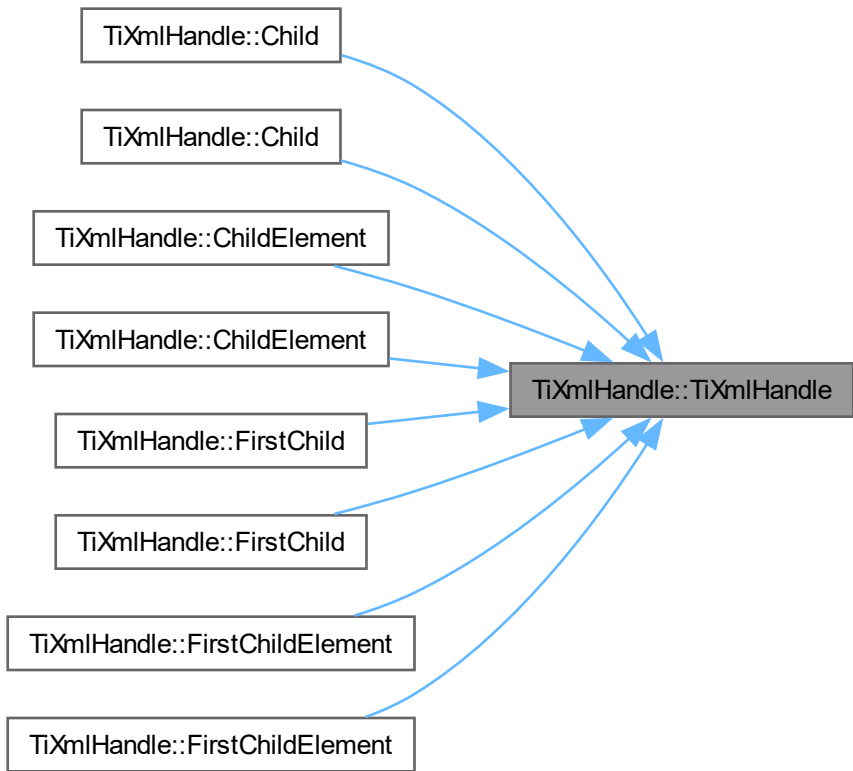 TiXmlHandle::Child
TiXmlHandle::Child
TiXmlHandle::ChildElement
TiXmlHandle::ChildElement
TiXmlHandle::TiXmlHandle
TiXmlHandle::FirstChild
TiXmlHandle::FirstChild
TiXmlHandle::FirstChildElement
TiXmlHandle::FirstChildElement